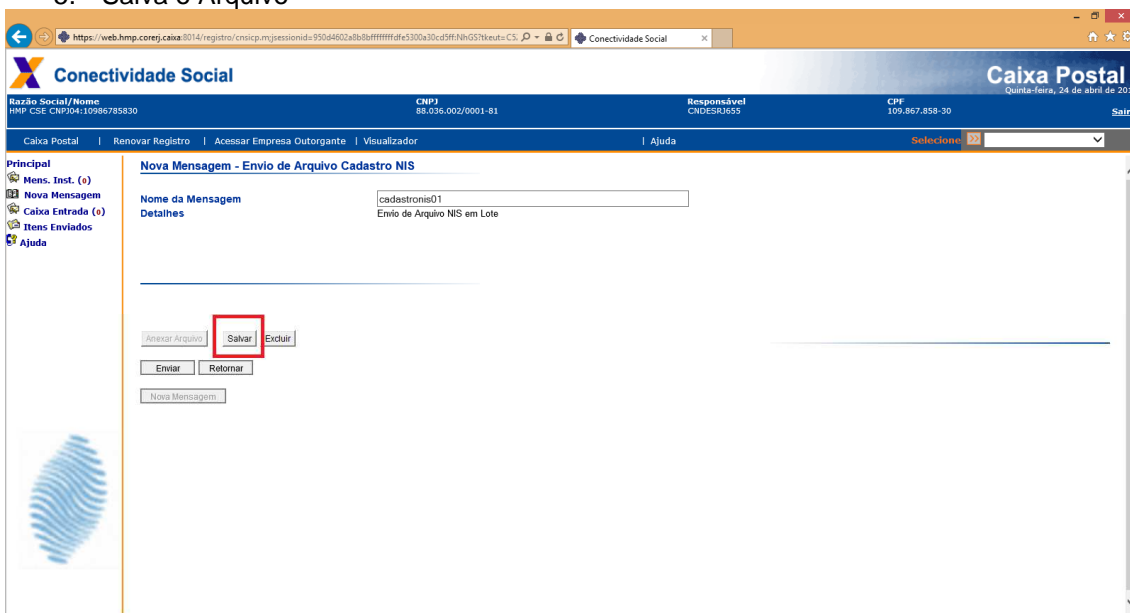 Salva o Arquivo
https://web.hmp.corerj.caixa:8014/registro/cnsicp.m;jsessionid=950d4602a8b8bffffffffdfe5300a30cd5ff:NhGS?tkeut=CS:
Conectividade Social
Conectividade Social
Caixa Postal
Quinta-feira, 24 de abril de 20
Razão Social/Nome CNPJ Responsável CPF
HMP CSE CNPJ04:10986785830 88.036.002/0001-81 CNDESRJ655 109.867.858-30 Sair
Caixa Postal | Renovar Registro | Acessar Empresa Outorgante | Visualizador | Ajuda Selecione
Principal
Mens. Inst. (0)
Nova Mensagem
Caixa Entrada (0)
Itens Enviados
Ajuda
Nova Mensagem - Envio de Arquivo Cadastro NIS
Nome da Mensagem cadastronis01
Detalhes Envio de Arquivo NIS em Lote
Anexar Arquivo Salvar Excluir
Enviar Retornar
Nova Mensagem